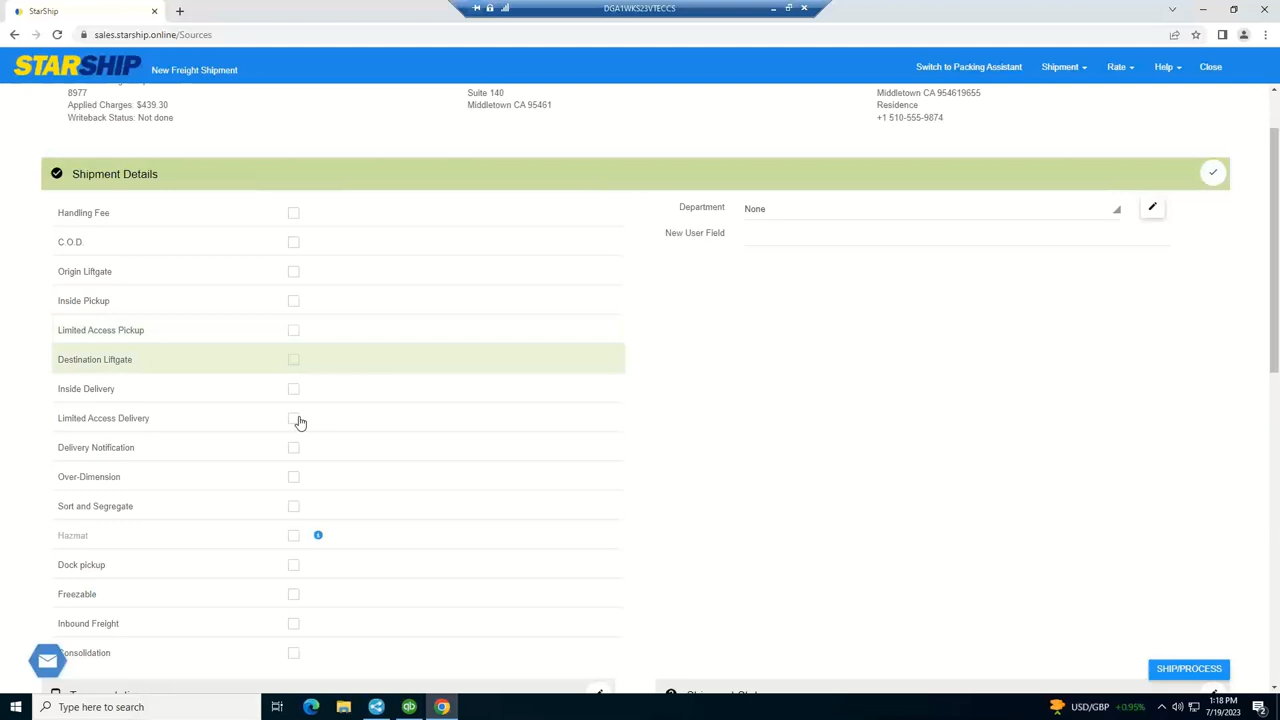 StarShip
DGA1WKS23VTECCS
sales.starship.online/Sources
STARSHIP New Freight Shipment
Switch to Packing Assistant Shipment Rate Help Close
8977
Applied Charges: $439.30
Writeback Status: Not done
Suite 140
Middletown CA 95461
Middletown CA 954619655
Residence
+1 510-555-9874
Shipment Details
Handling Fee
C.O.D.
Origin Liftgate
Inside Pickup
Limited Access Pickup
Destination Liftgate
Inside Delivery
Limited Access Delivery
Delivery Notification
Over-Dimension
Sort and Segregate
Hazmat
Dock pickup
Freezable
Inbound Freight
Consolidation
Department None
New User Field
SHIP/PROCESS
Type here to search
USD/GBP +0.95%
1:18 PM
7/19/2023
2